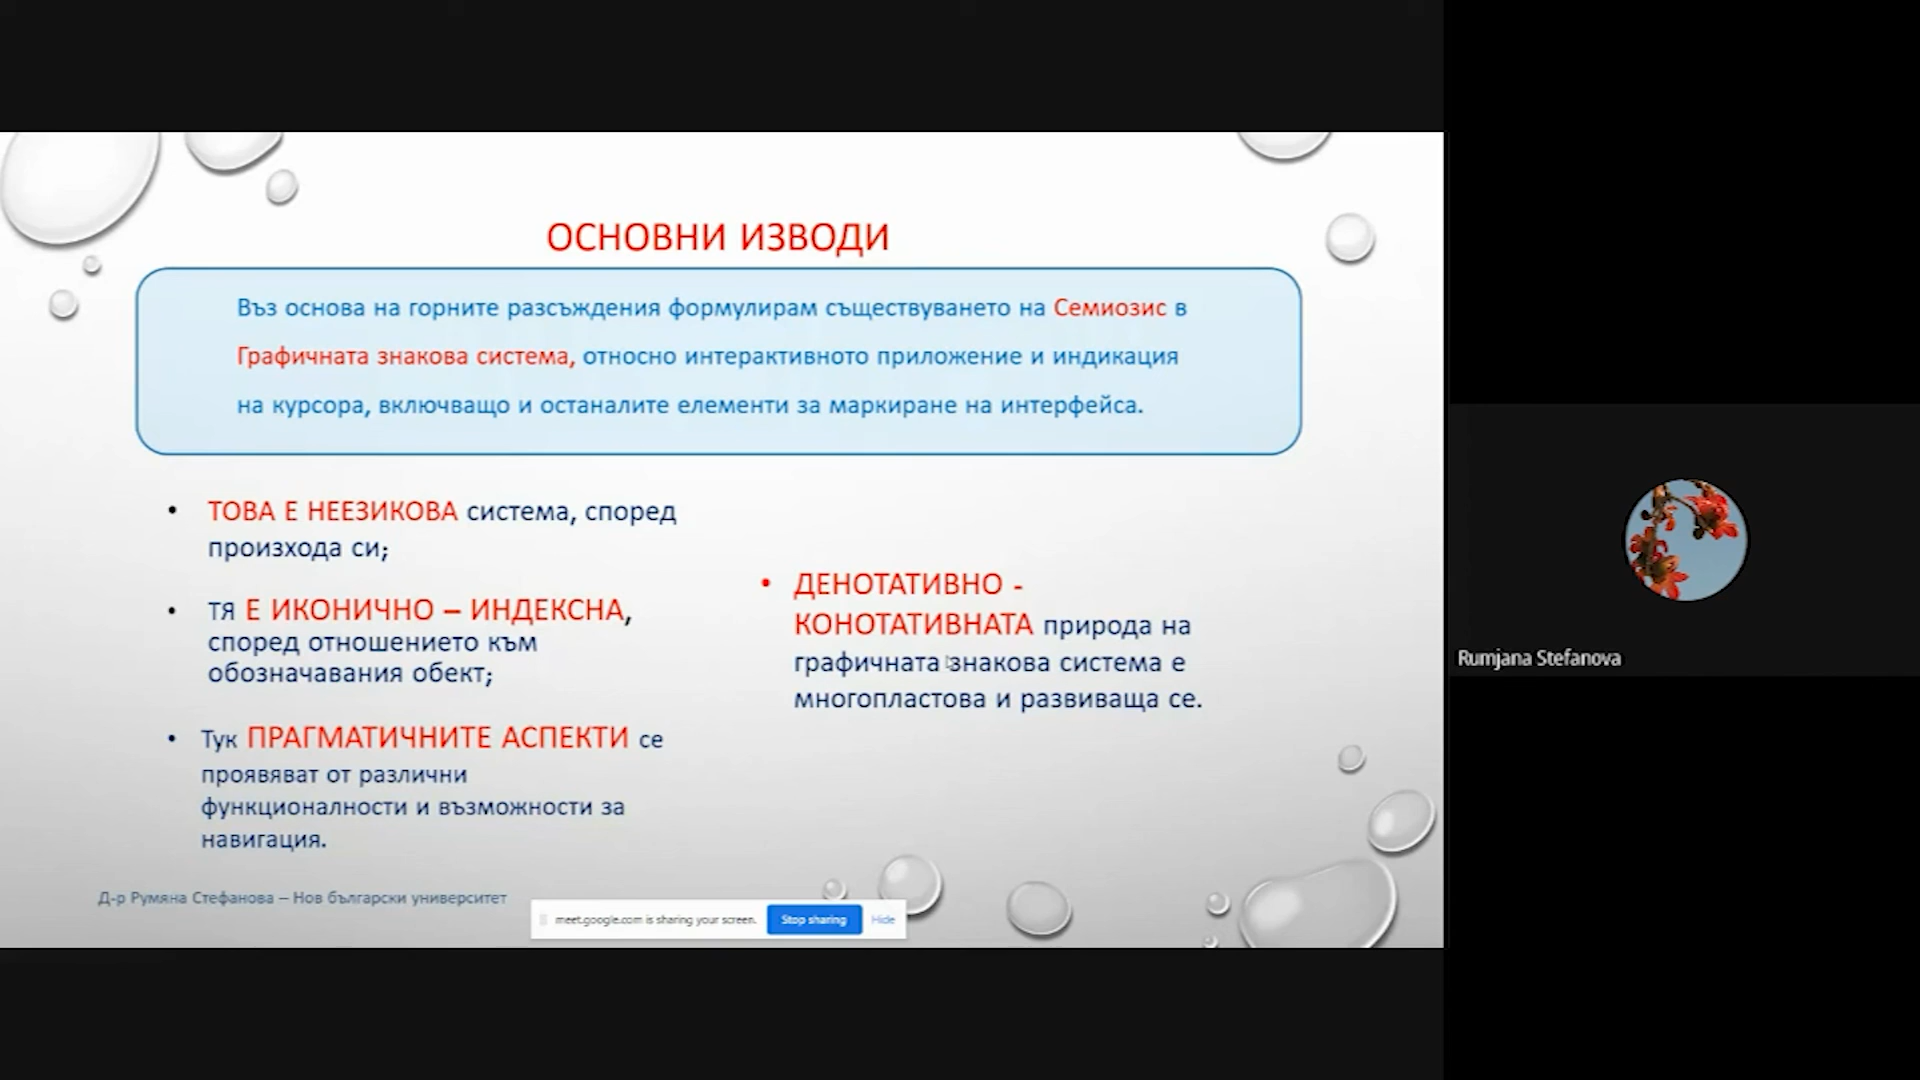 ОСНОВНИ ИЗВОДИ
Въз основа на горните разсъждения формулирам съществуването на Семиозис в
Графичната знакова система, относно интерактивното приложение и индикация
на курсора, включващо и останалите елементи за маркиране на интерфейса.
• ТОВА Е НЕЕЗИКОВА система, според
произхода си;
• ТЯ Е ИКОНИЧНО – ИНДЕКСНА,
според отношението към
обозначавания обект;
• Тук ПРАГМАТИЧНИТЕ АСПЕКТИ се
проявяват от различни
функционалности и възможности за
навигация.
• ДЕНОТАТИВНО -
КОНОТАТИВНАТА природа на
графичната знакова система е
многопластова и развиваща се.
Д-р Румяна Стефанова – Нов български университет
meet.google.com is sharing your screen. Stop sharing Hide
Rumjana Stefanova